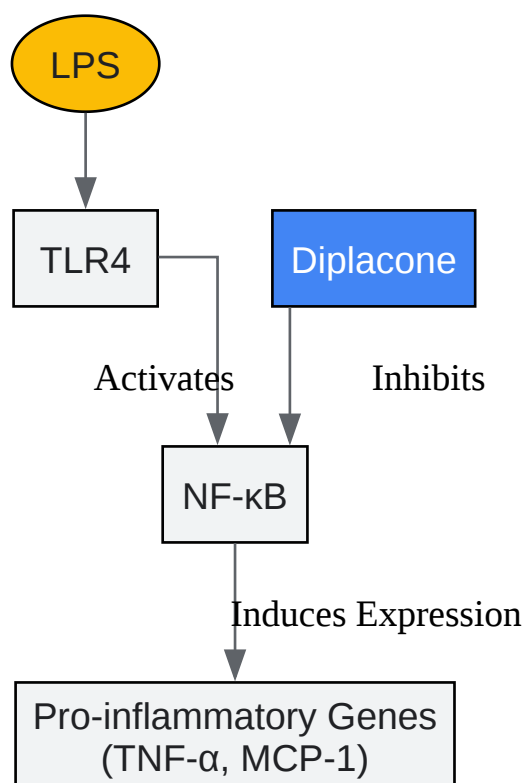 LPS
TLR4
Diplacone
Activates
Inhibits
NF-κB
Induces Expression
Pro-inflammatory Genes
(TNF-α, MCP-1)